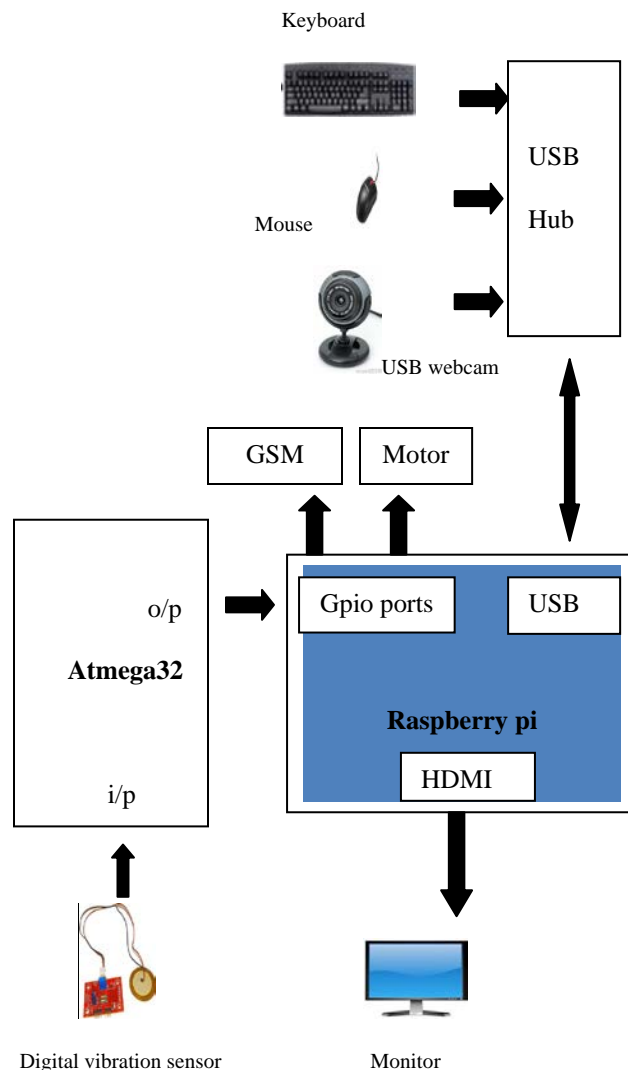 Keyboard
USB
Hub
Mouse
USB webcam
GSM
Motor
Gpio ports
USB
o/p
Atmega32
Raspberry pi
HDMI
i/p
Digital vibration sensor
Monitor